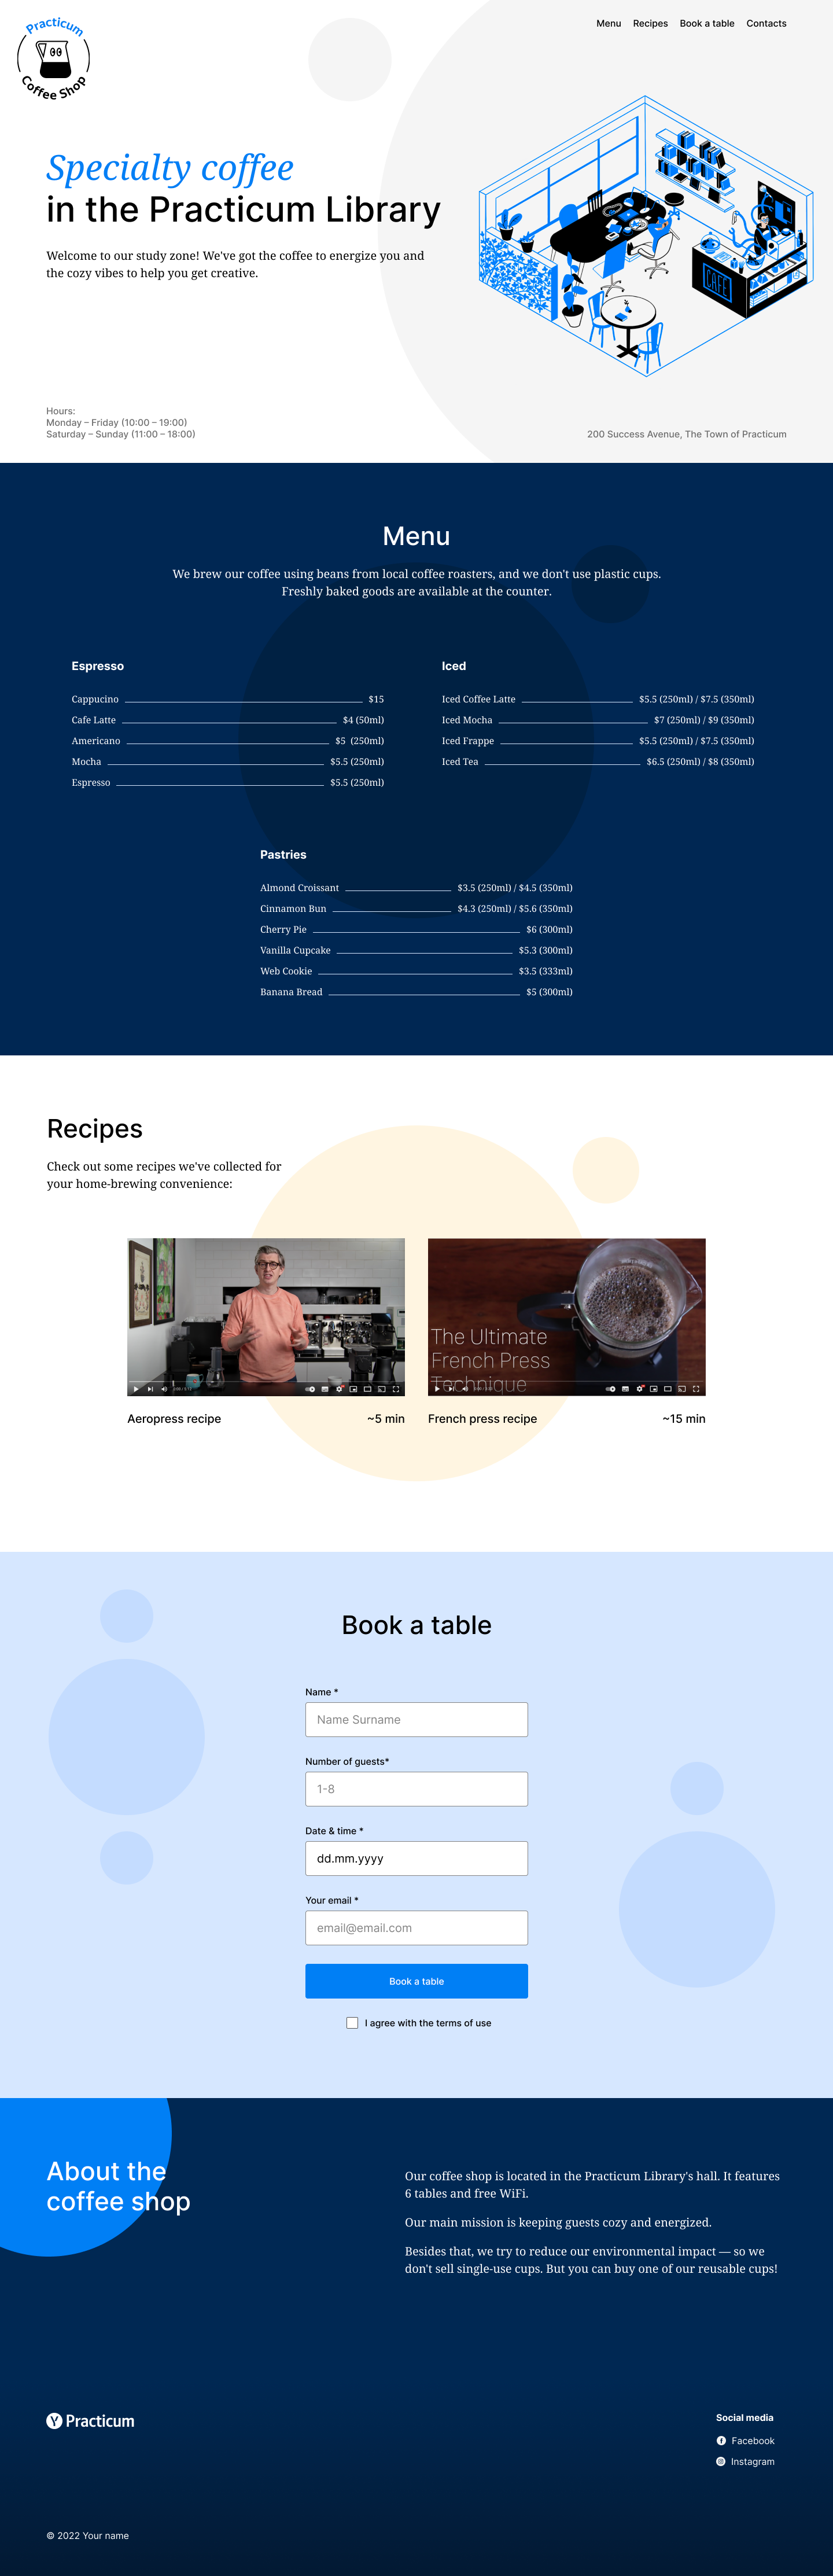 Practicum
Coffee Shop
Menu Recipes Book a table Contacts
Specialty coffee
in the Practicum Library
Welcome to our study zone! We've got the coffee to energize you and
the cozy vibes to help you get creative.
CAFE
Hours:
Monday – Friday (10:00 – 19:00)
Saturday – Sunday (11:00 – 18:00)
200 Success Avenue, The Town of Practicum
Menu
We brew our coffee using beans from local coffee roasters, and we don't use plastic cups.
Freshly baked goods are available at the counter.
Espresso
Cappucino $15
Cafe Latte $4 (50ml)
Americano $5 (250ml)
Mocha $5.5 (250ml)
Espresso $5.5 (250ml)
Iced
Iced Coffee Latte $5.5 (250ml) / $7.5 (350ml)
Iced Mocha $7 (250ml) / $9 (350ml)
Iced Frappe $5.5 (250ml) / $7.5 (350ml)
Iced Tea $6.5 (250ml) / $8 (350ml)
Pastries
Almond Croissant $3.5 (250ml) / $4.5 (350ml)
Cinnamon Bun $4.3 (250ml) / $5.6 (350ml)
Cherry Pie $6 (300ml)
Vanilla Cupcake $5.3 (300ml)
Web Cookie $3.5 (333ml)
Banana Bread $5 (300ml)
Recipes
Check out some recipes we've collected for
your home-brewing convenience:
The Ultimate
French Press
Technique
Aeropress recipe ~5 min
French press recipe ~15 min
Book a table
Name *
Name Surname
Number of guests*
1-8
Date & time *
dd.mm.yyyy
Your email *
email@email.com
Book a table
I agree with the terms of use
About the
coffee shop
Our coffee shop is located in the Practicum Library's hall. It features
6 tables and free WiFi.
Our main mission is keeping guests cozy and energized.
Besides that, we try to reduce our environmental impact — so we
don't sell single-use cups. But you can buy one of our reusable cups!
Practicum
Social media
Facebook
Instagram
© 2022 Your name